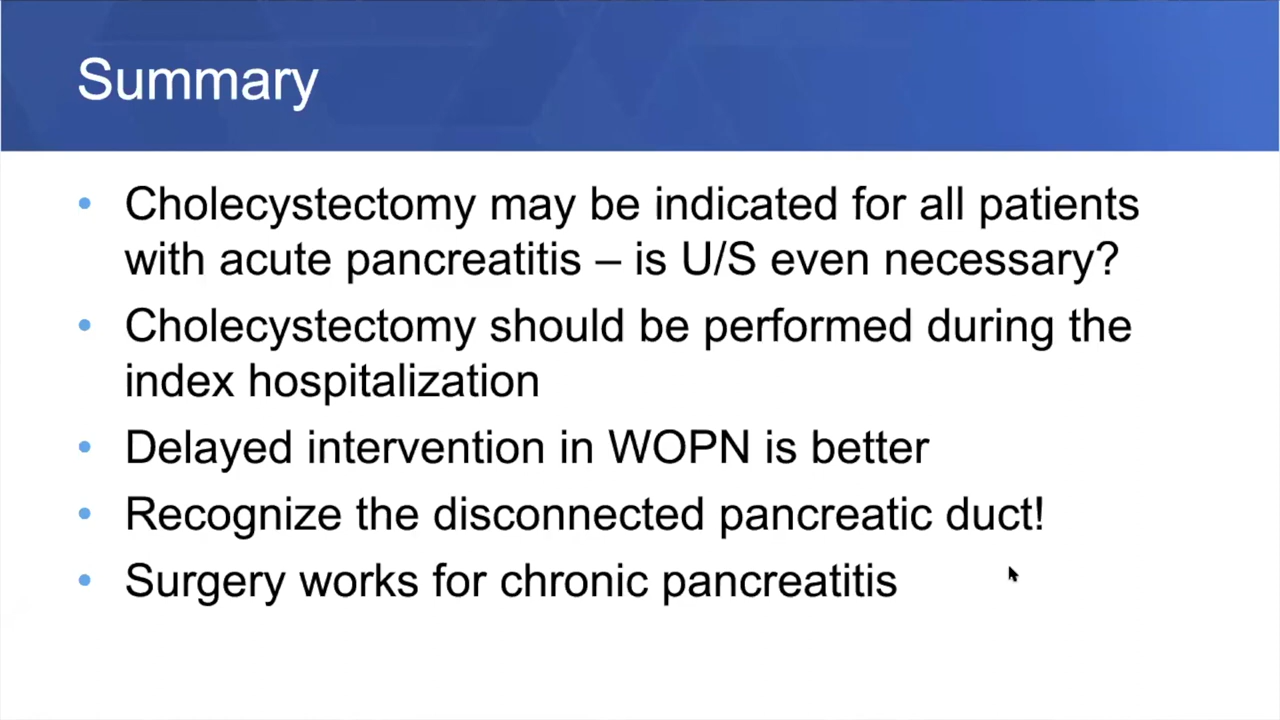 Summary
• Cholecystectomy may be indicated for all patients
with acute pancreatitis – is U/S even necessary?
• Cholecystectomy should be performed during the
index hospitalization
• Delayed intervention in WOPN is better
• Recognize the disconnected pancreatic duct!
• Surgery works for chronic pancreatitis